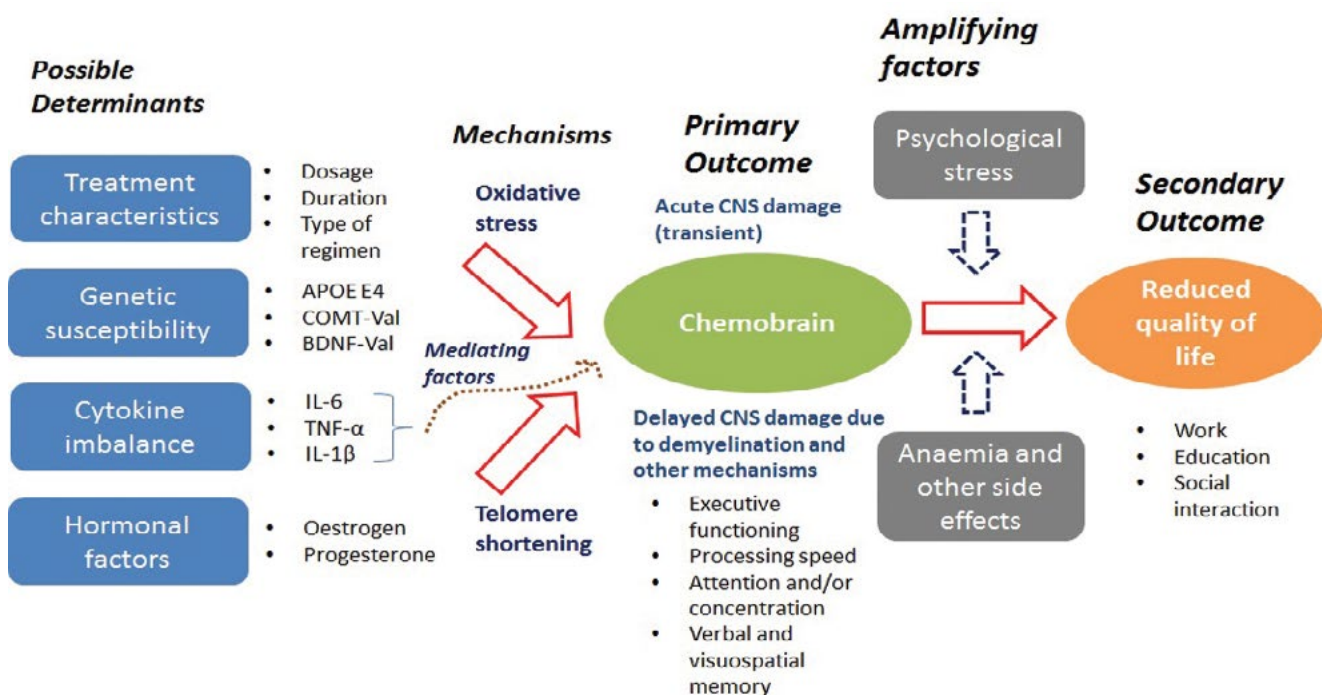 Possible
Determinants
Treatment
characteristics
• Dosage
• Duration
• Type of
regimen
Genetic
susceptibility
• APOE E4
• COMT-Val
• BDNF-Val
Cytokine
imbalance
• IL-6
• TNF-α
• IL-1β
Hormonal
factors
• Oestrogen
• Progesterone
Mechanisms
Oxidative
stress
Mediating
factors
Telomere
shortening
Primary
Outcome
Acute CNS damage
(transient)
Chemobrain
Delayed CNS damage due
to demyelination and
other mechanisms
• Executive
functioning
• Processing speed
• Attention and/or
concentration
• Verbal and
visuospatial
memory
Amplifying
factors
Psychological
stress
Anaemia and
other side
effects
Secondary
Outcome
Reduced
quality of
life
• Work
• Education
• Social
interaction